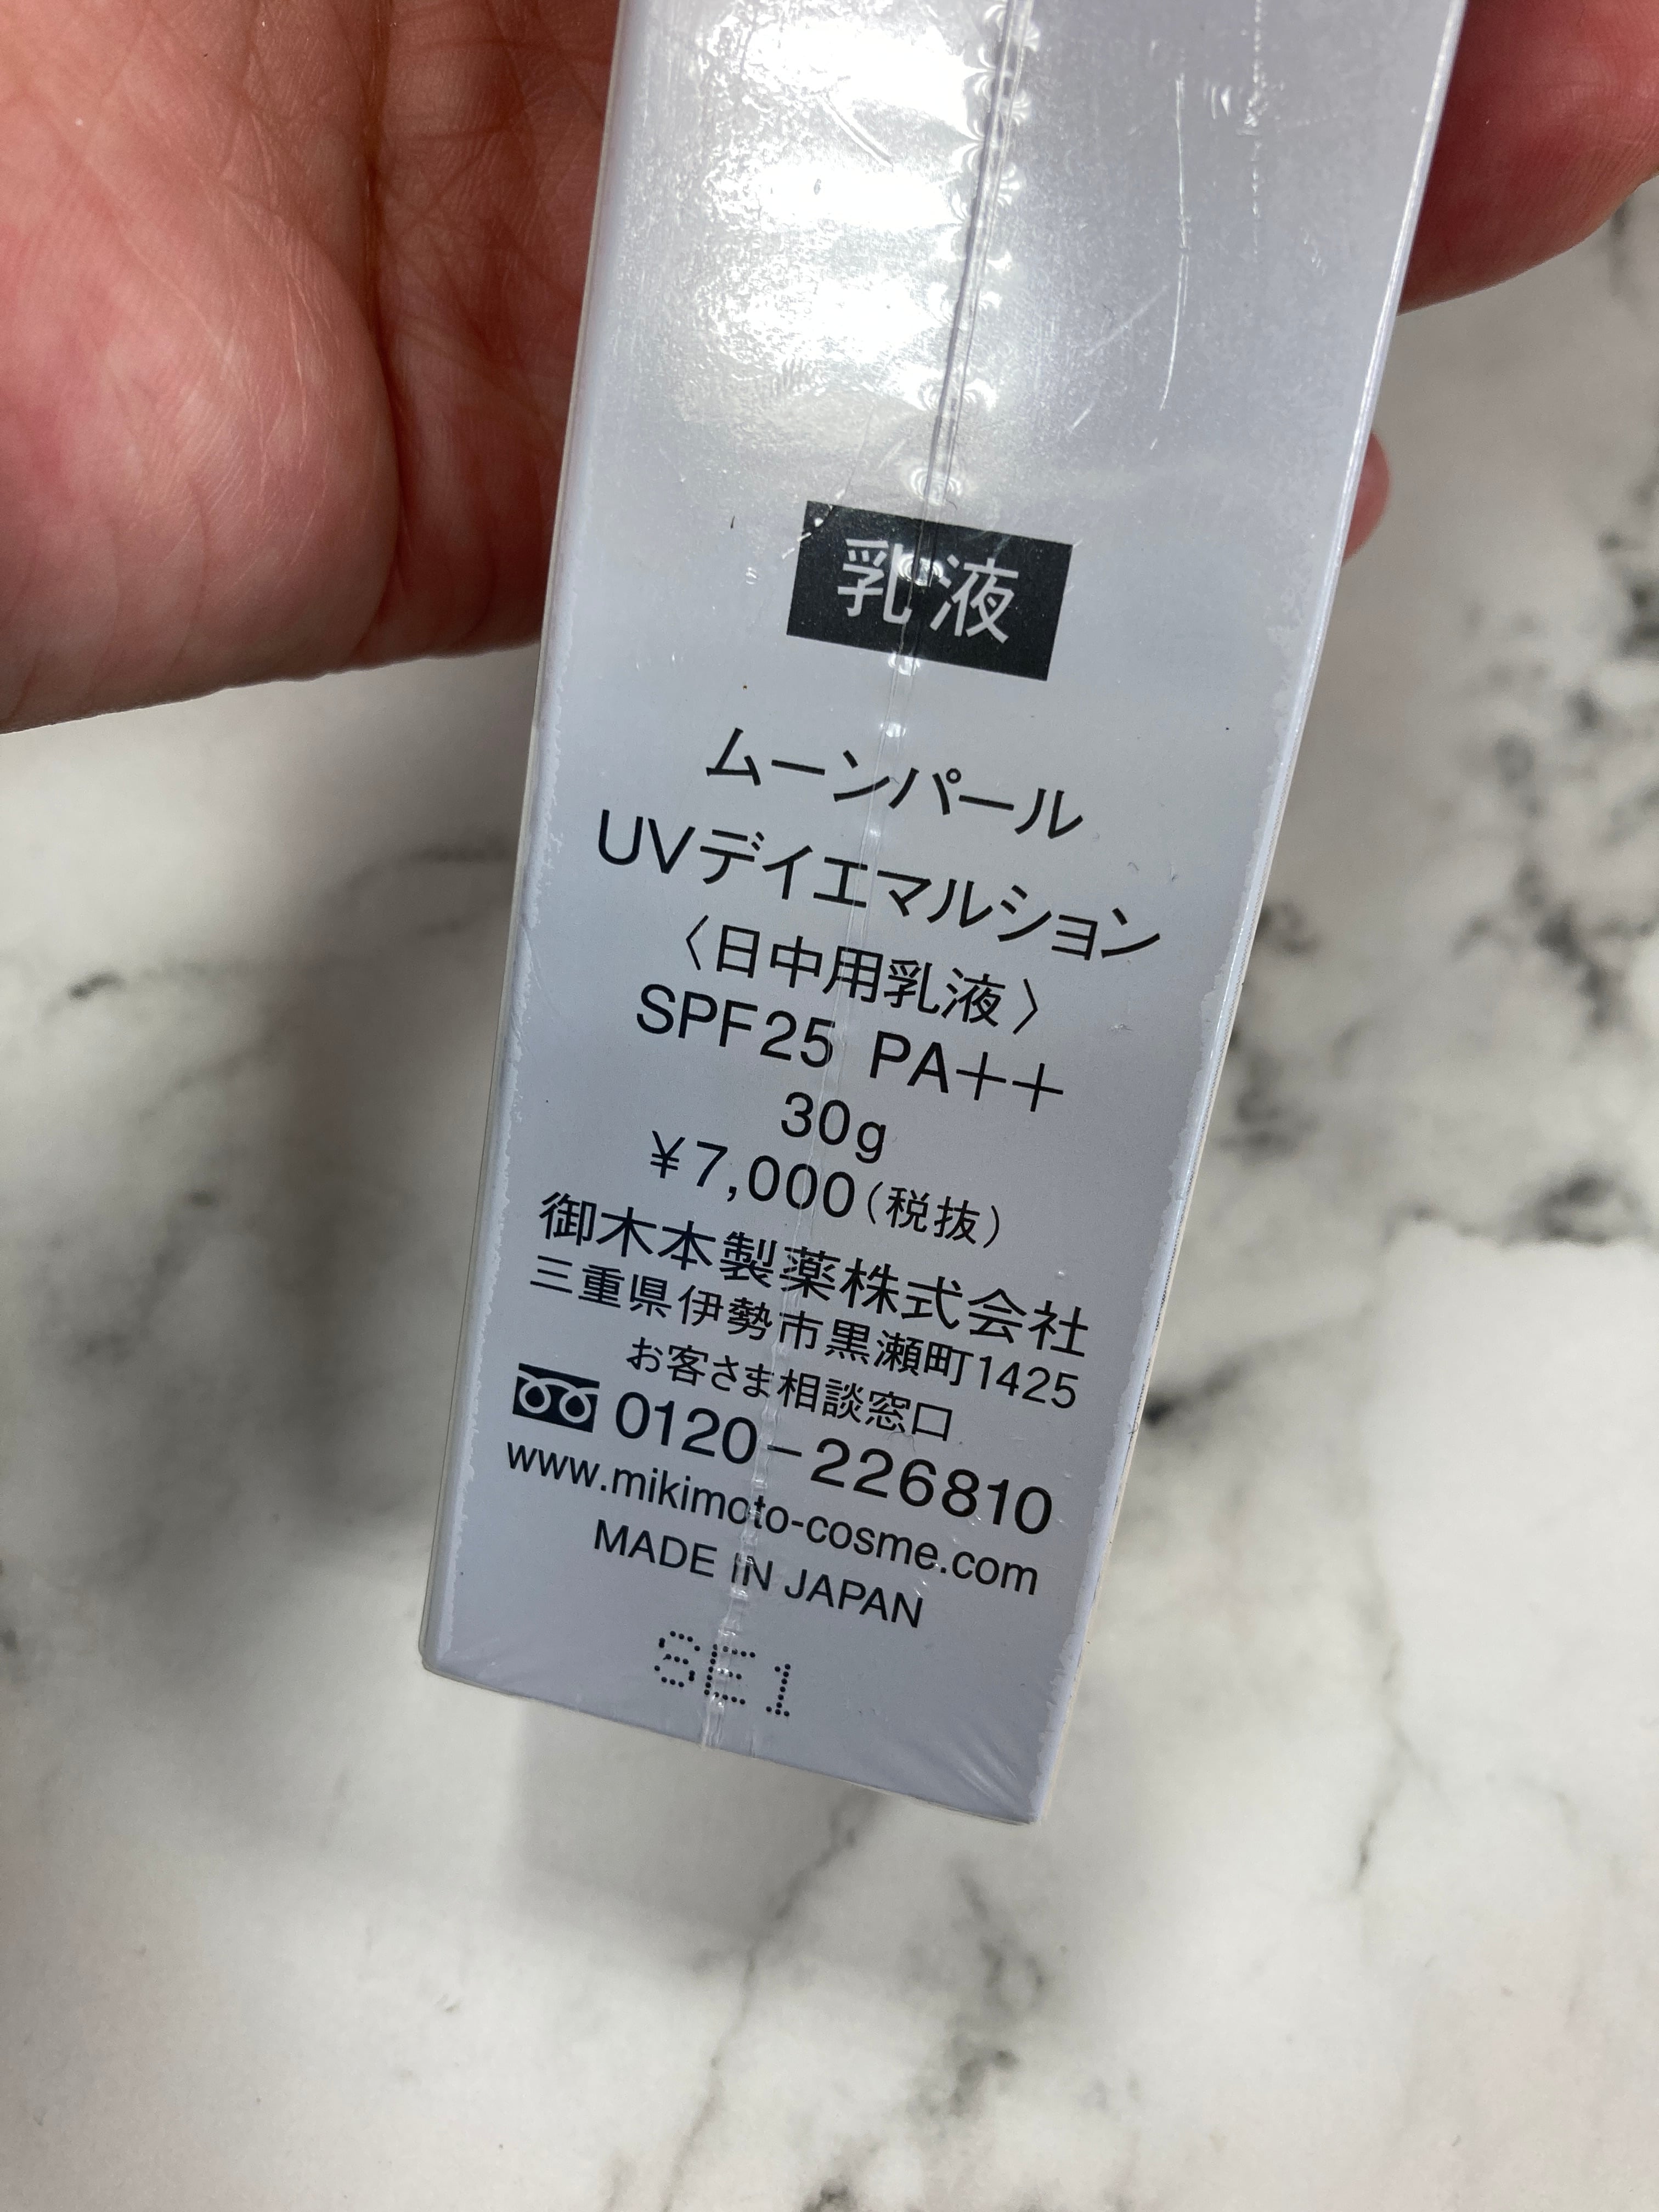 乳液
ムーンパール
UVデイエマルション
〈日中用乳液〉
SPF25 PA++
30g
¥7,000(税抜)
御木本製薬株式会社
三重県伊勢市黒瀬町1425
お客さま相談窓口
0120-226810
www.mikimoto-cosme.com
MADE IN JAPAN
SE1